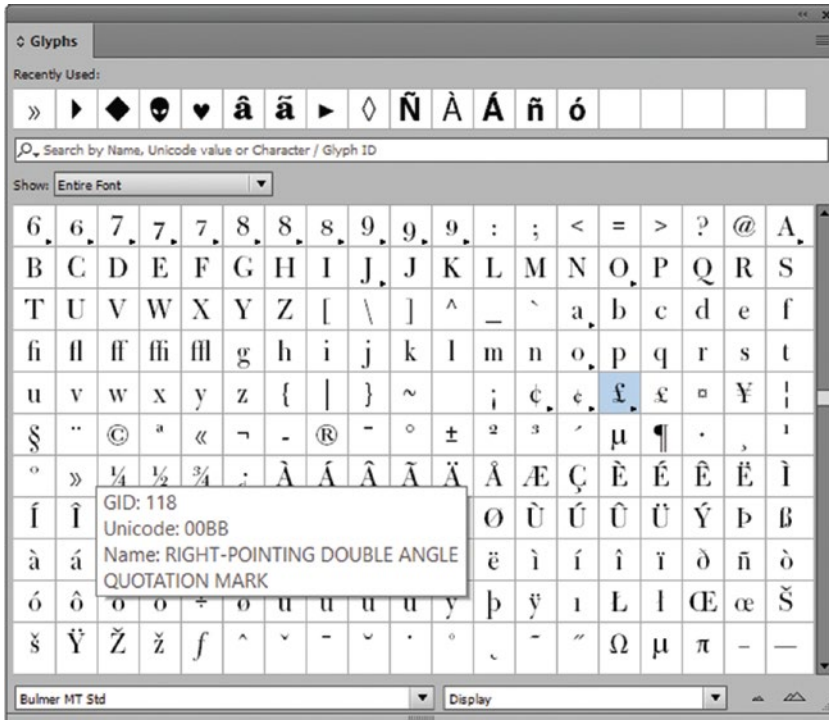 Glyphs
Recently Used:
» ◆ 👽 ♥ â ã ► ◊ Ñ À Á ñ ó
Search by Name, Unicode value or Character / Glyph ID
Show: Entire Font
6 6 7 7 7 8 8 8 9 9 9 : ; < = > ? @ A
B C D E F G H I J J K L M N O P Q R S
T U V W X Y Z [ \ ] ^ _ ` a b c d e f
fi fl ff ffi ffl g h i j k l m n o p q r s t
u v w x y z { | } ~ ¡ ¢ ¢ £ £ ¤ ¥ ¦
§ ¨ © ª « ¬ - ® ¯ ° ± ² ³ ´ µ ¶ · ¸ ¹
º » ¼ ½ ¾ À Á Â Ã Ä Å Æ Ç È É Ê Ë Ì
Í Î Ø Ù Ú Û Ü Ý Þ ß
à á ë ì í î ï ð ñ ò
GID: 118
Unicode: 00BB
Name: RIGHT-POINTING DOUBLE ANGLE
QUOTATION MARK
ó ô ÷ ø þ ÿ ı Ł ł Œ œ Š
š Ÿ Ž ž ƒ ˆ ˇ ˉ ˘ ˙ ˚ ˛ ˜ ˝ Ω µ π – —
Bulmer MT Std
Display